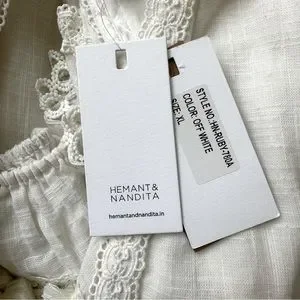 HEMANT &
NANDITA
hemantandnandita.in
STYLE NO.:HN-RUBY-780A
COLOR: OFF WHITE
SIZE: XL